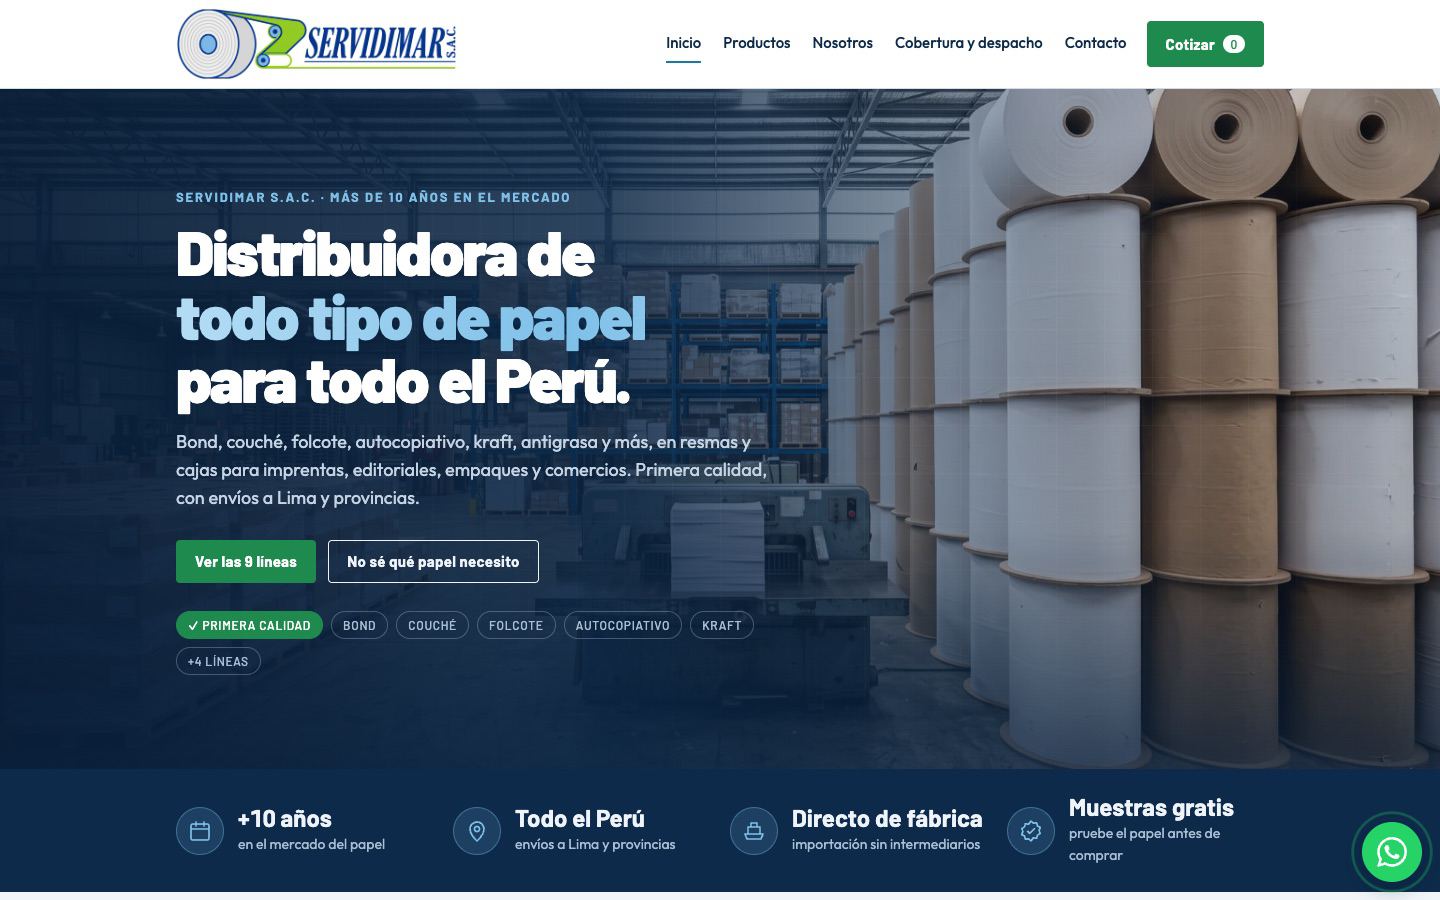 SERVIDIMAR S.A.C.
Inicio
Productos
Nosotros
Cobertura y despacho
Contacto
Cotizar 0
SERVIDIMAR S.A.C. · MÁS DE 10 AÑOS EN EL MERCADO
Distribuidora de
todo tipo de papel
para todo el Perú.
Bond, couché, folcote, autocopiativo, kraft, antigrasa y más, en resmas y
cajas para imprentas, editoriales, empaques y comercios. Primera calidad,
con envíos a Lima y provincias.
Ver las 9 líneas
No sé qué papel necesito
✓ PRIMERA CALIDAD
BOND
COUCHÉ
FOLCOTE
AUTOCOPIATIVO
KRAFT
+4 LÍNEAS
+10 años
en el mercado del papel
Todo el Perú
envíos a Lima y provincias
Directo de fábrica
importación sin intermediarios
Muestras gratis
pruebe el papel antes de
comprar